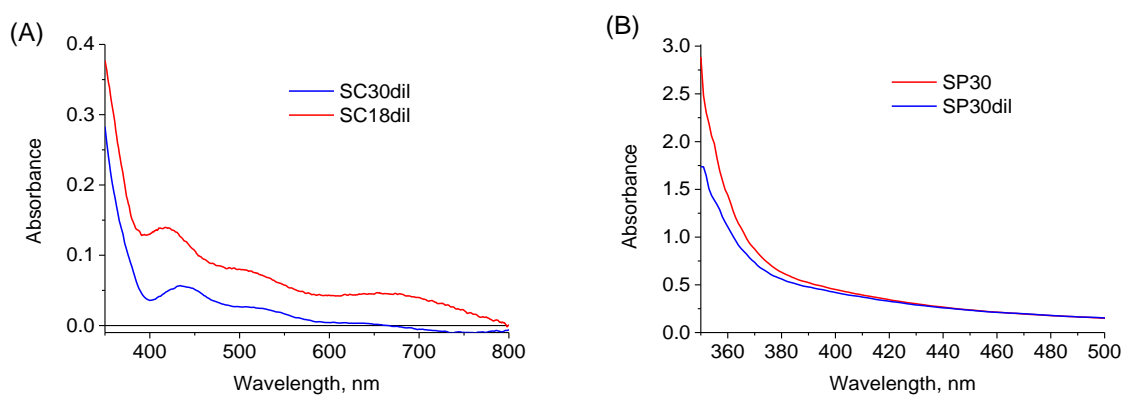 (A)
0.4
0.3
0.2
0.1
0.0
Absorbance
SC30dil
SC18dil
400 500 600 700 800
Wavelength, nm
(B)
3.0
2.5
2.0
1.5
1.0
0.5
0.0
Absorbance
SP30
SP30dil
360 380 400 420 440 460 480 500
Wavelength, nm